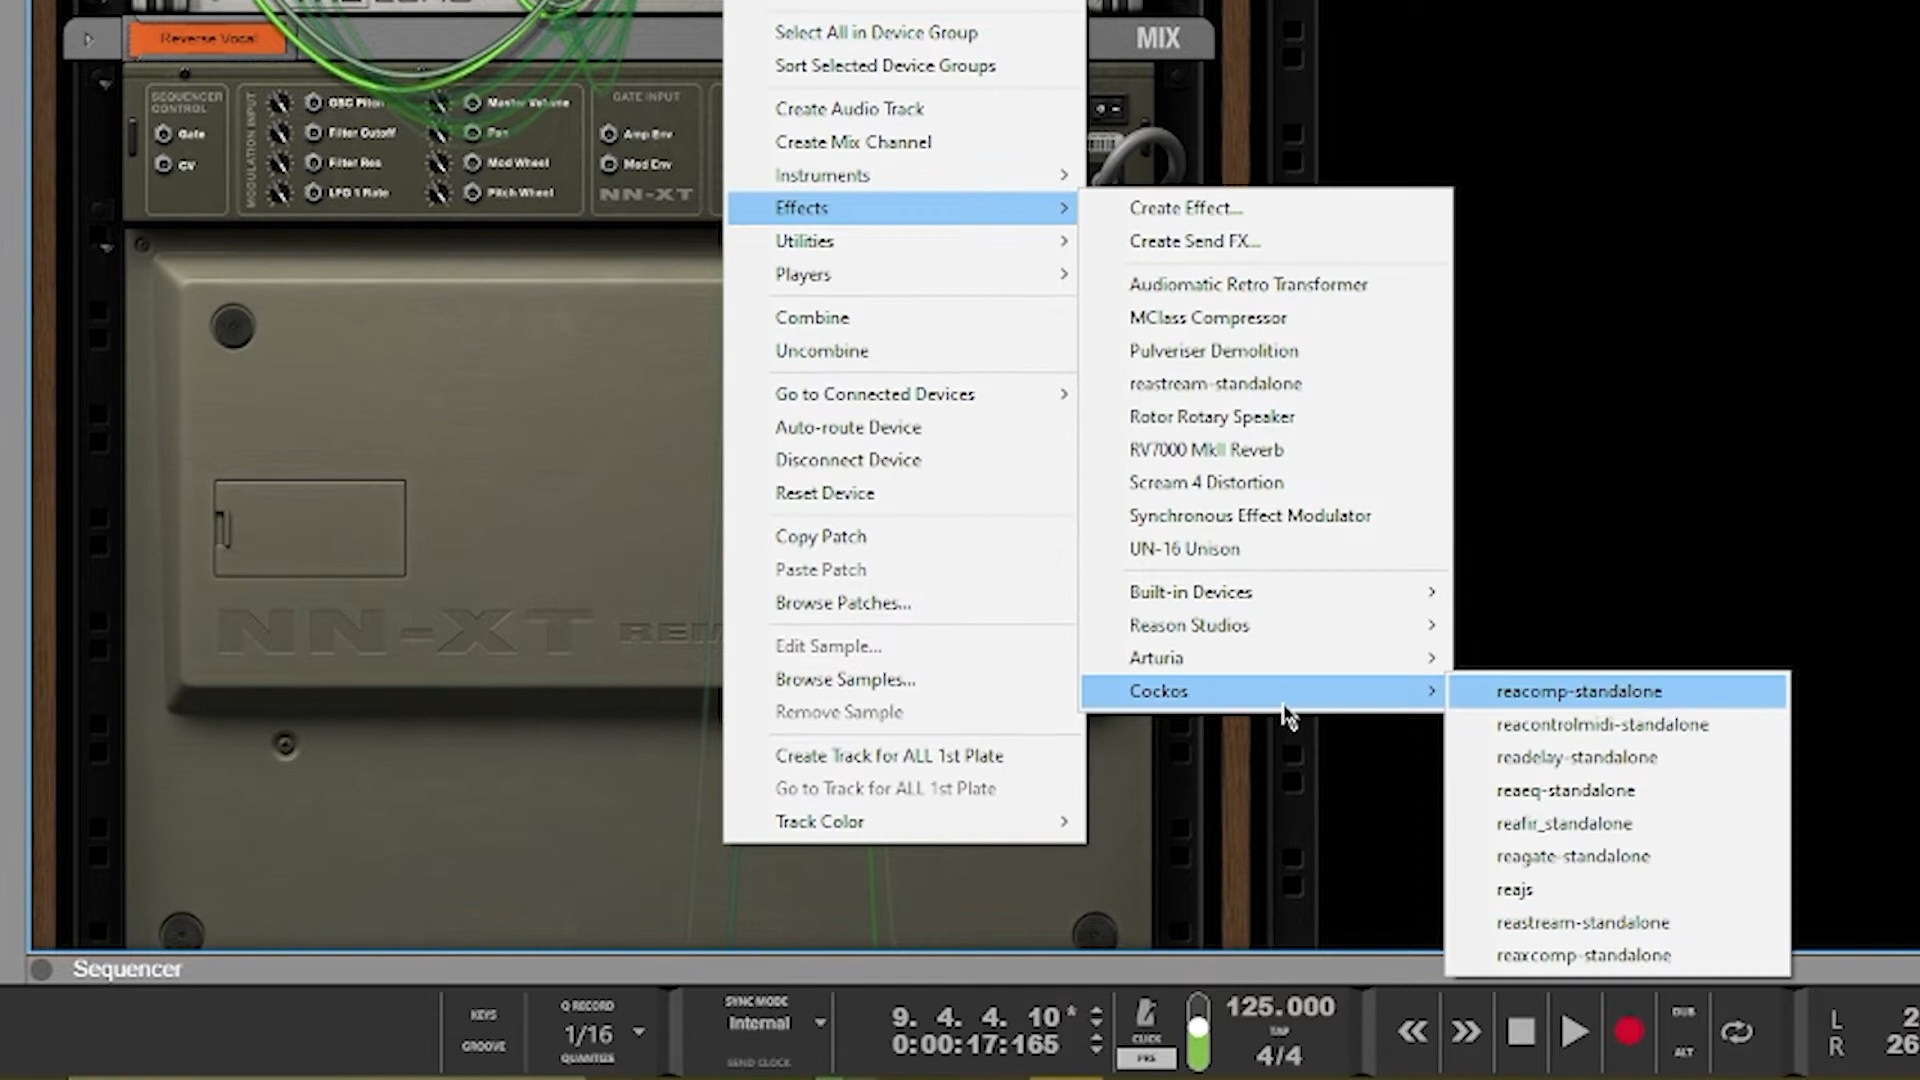 Reverse Vocal
MIX
SEQUENCER
CONTROL
Gate
CV
MODULATION INPUT
OSC Pitch
Filter Cutoff
Filter Res
LFO 1 Rate
Master Volume
Pan
Mod Wheel
Pitch Wheel
GATE INPUT
Amp Env
Mod Env
NN-XT
NN-XT
Select All in Device Group
Sort Selected Device Groups
Create Audio Track
Create Mix Channel
Instruments
Effects
Utilities
Players
Combine
Uncombine
Go to Connected Devices
Auto-route Device
Disconnect Device
Reset Device
Copy Patch
Paste Patch
Browse Patches...
Edit Sample...
Browse Samples...
Remove Sample
Create Track for ALL 1st Plate
Go to Track for ALL 1st Plate
Track Color
Create Effect...
Create Send FX...
Audiomatic Retro Transformer
MClass Compressor
Pulveriser Demolition
reastream-standalone
Rotor Rotary Speaker
RV7000 MkII Reverb
Scream 4 Distortion
Synchronous Effect Modulator
UN-16 Unison
Built-in Devices
Reason Studios
Arturia
Cockos
reacomp-standalone
reacontrolmidi-standalone
readelay-standalone
reaeq-standalone
reafir_standalone
reagate-standalone
reajs
reastream-standalone
reaxcomp-standalone
Sequencer
KEYS
GROOVE
Q RECORD
1/16
QUANTIZE
SYNC MODE
Internal
SEND CLOCK
9. 4. 4. 10 *
0:00:17:165
CLICK
PRE
125.000
TAP
4/4
DUB
ALT
L
R
2
26